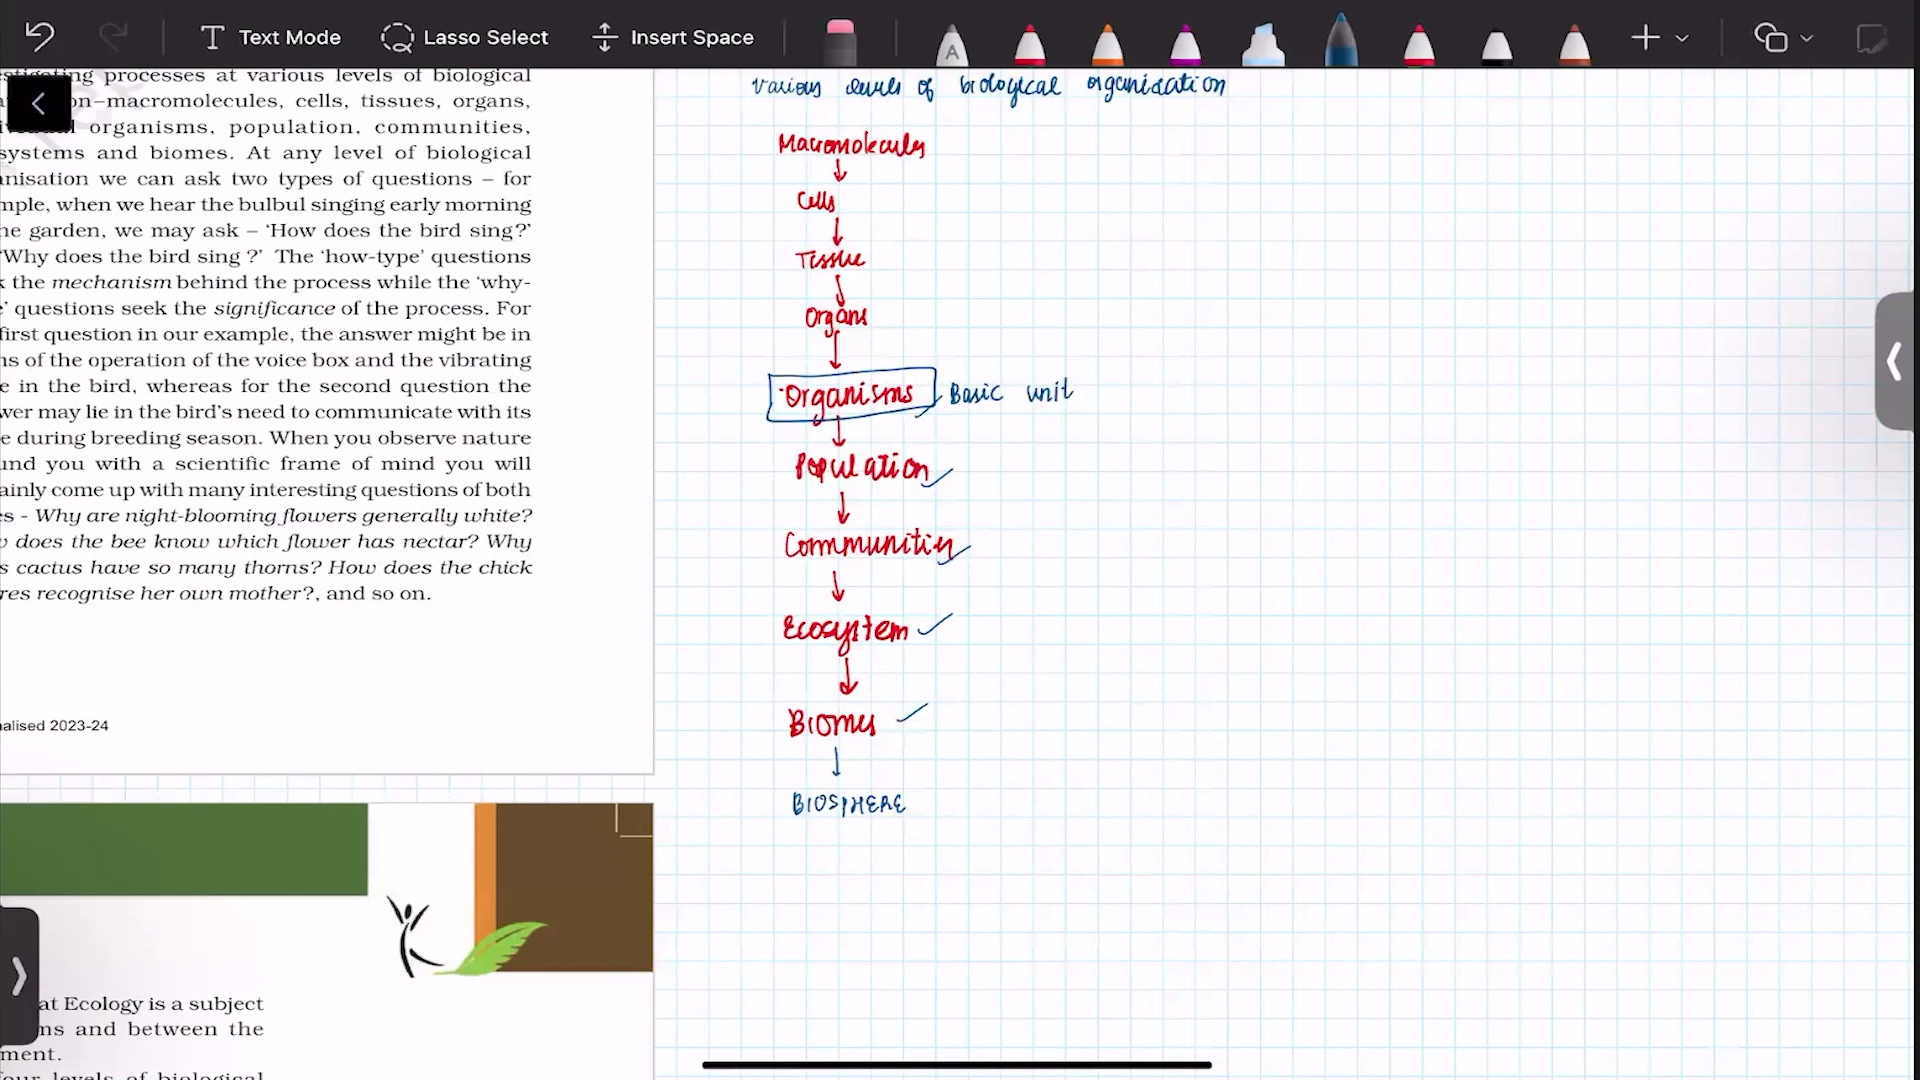 Text Mode
Lasso Select
Insert Space
processes at various levels of biological
on–macromolecules, cells, tissues, organs,
organisms, population, communities,
systems and biomes. At any level of biological
anisation we can ask two types of questions – for
mple, when we hear the bulbul singing early morning
he garden, we may ask – ‘How does the bird sing?’
‘Why does the bird sing ?’ The ‘how-type’ questions
k the mechanism behind the process while the ‘why-
e’ questions seek the significance of the process. For
first question in our example, the answer might be in
ns of the operation of the voice box and the vibrating
e in the bird, whereas for the second question the
wer may lie in the bird’s need to communicate with its
e during breeding season. When you observe nature
und you with a scientific frame of mind you will
ainly come up with many interesting questions of both
es - Why are night-blooming flowers generally white?
w does the bee know which flower has nectar? Why
s cactus have so many thorns? How does the chick
res recognise her own mother?, and so on.
nalised 2023-24
at Ecology is a subject
ms and between the
ment.
four levels of biological
various levels of biological organisation
Macromolecules
Cells
Tissue
Organs
Organisms Basic unit
Population
Communities
Ecosystem
Biomes
BIOSPHERE